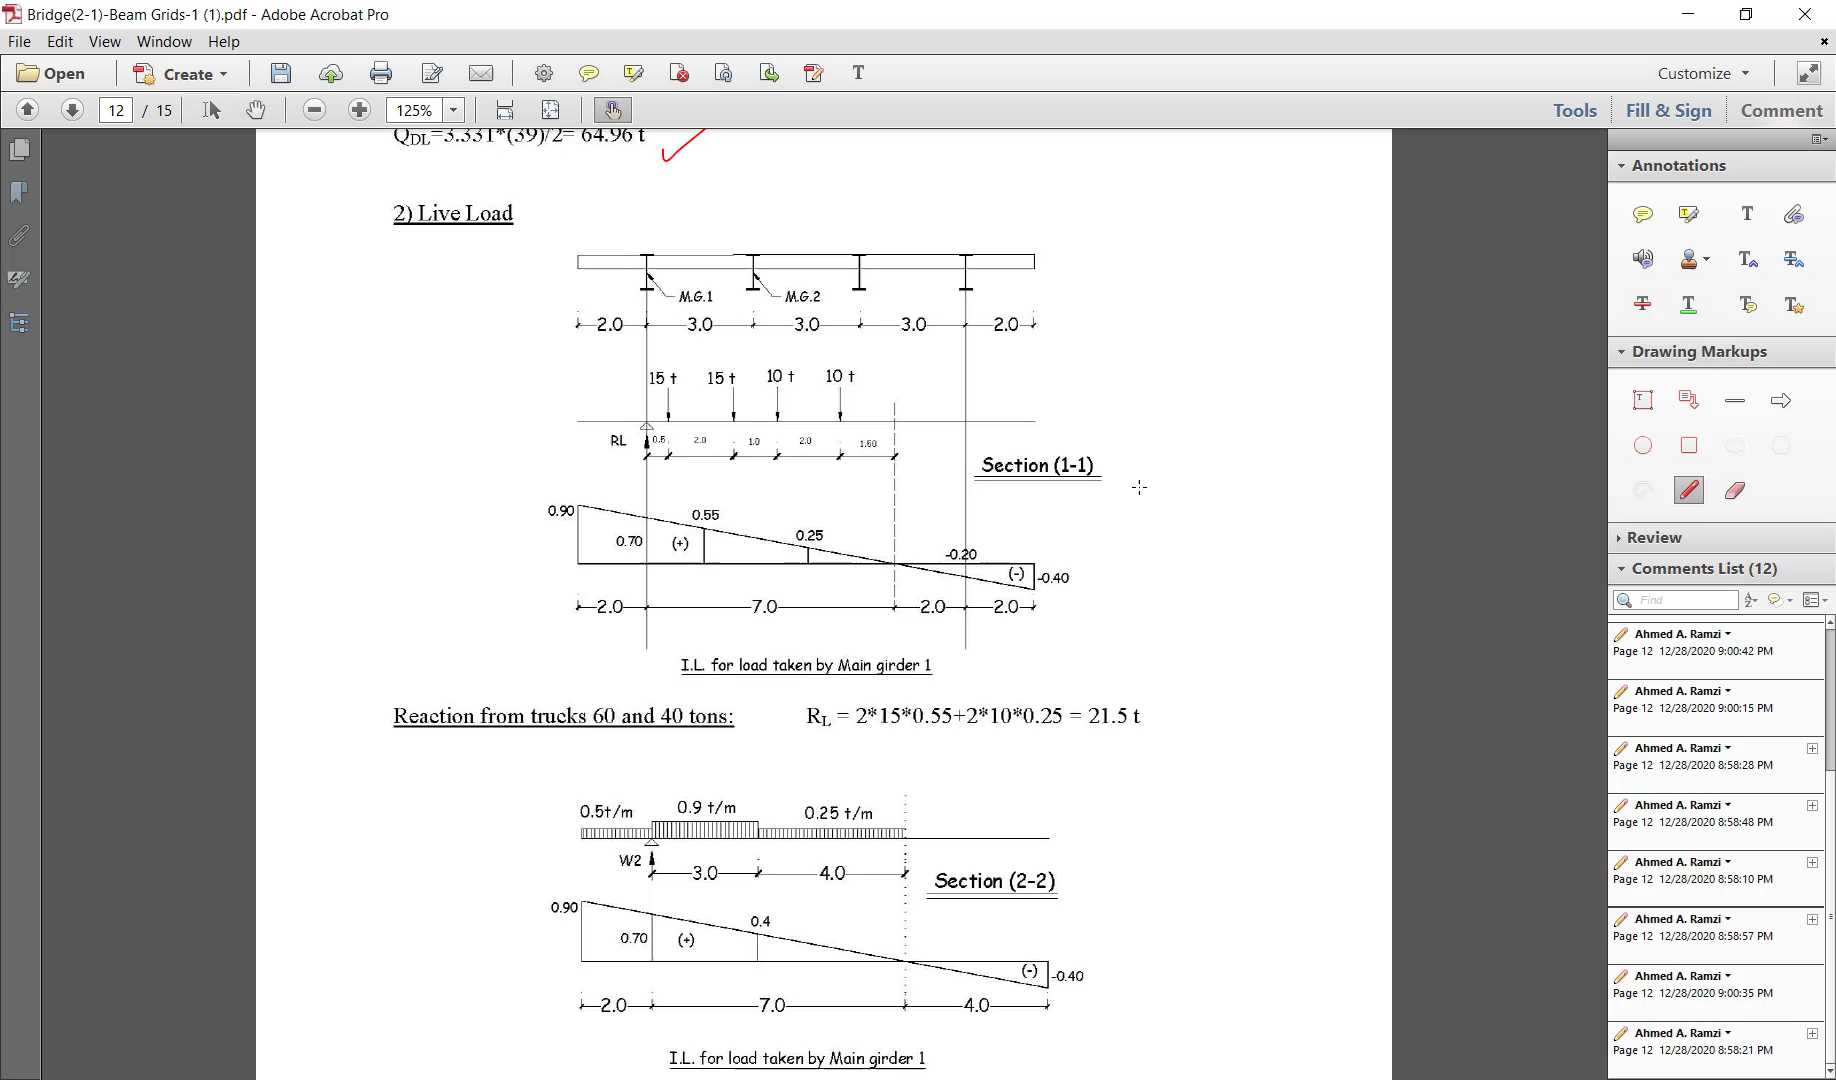 Bridge(2-1)-Beam Grids-1 (1).pdf - Adobe Acrobat Pro
File Edit View Window Help
Open Create Customize
12 / 15 125% Tools Fill & Sign Comment
QDL=3.331*(39)/2= 64.96 t
2) Live Load
M.G.1 M.G.2
2.0 3.0 3.0 3.0 2.0
15 t 15 t 10 t 10 t
RL 0.5 2.0 1.0 2.0 1.50
Section (1-1)
0.90 0.70 (+) 0.55 0.25 -0.20 (-) -0.40
2.0 7.0 2.0 2.0
I.L. for load taken by Main girder 1
Reaction from trucks 60 and 40 tons: RL = 2*15*0.55+2*10*0.25 = 21.5 t
0.5t/m 0.9 t/m 0.25 t/m
W2 3.0 4.0
Section (2-2)
0.90 0.70 (+) 0.4 (-) -0.40
2.0 7.0 4.0
I.L. for load taken by Main girder 1
Annotations
Drawing Markups
Review
Comments List (12)
Find
Ahmed A. Ramzi
Page 12 12/28/2020 9:00:42 PM
Ahmed A. Ramzi
Page 12 12/28/2020 9:00:15 PM
Ahmed A. Ramzi
Page 12 12/28/2020 8:58:28 PM
Ahmed A. Ramzi
Page 12 12/28/2020 8:58:48 PM
Ahmed A. Ramzi
Page 12 12/28/2020 8:58:10 PM
Ahmed A. Ramzi
Page 12 12/28/2020 8:58:57 PM
Ahmed A. Ramzi
Page 12 12/28/2020 9:00:35 PM
Ahmed A. Ramzi
Page 12 12/28/2020 8:58:21 PM